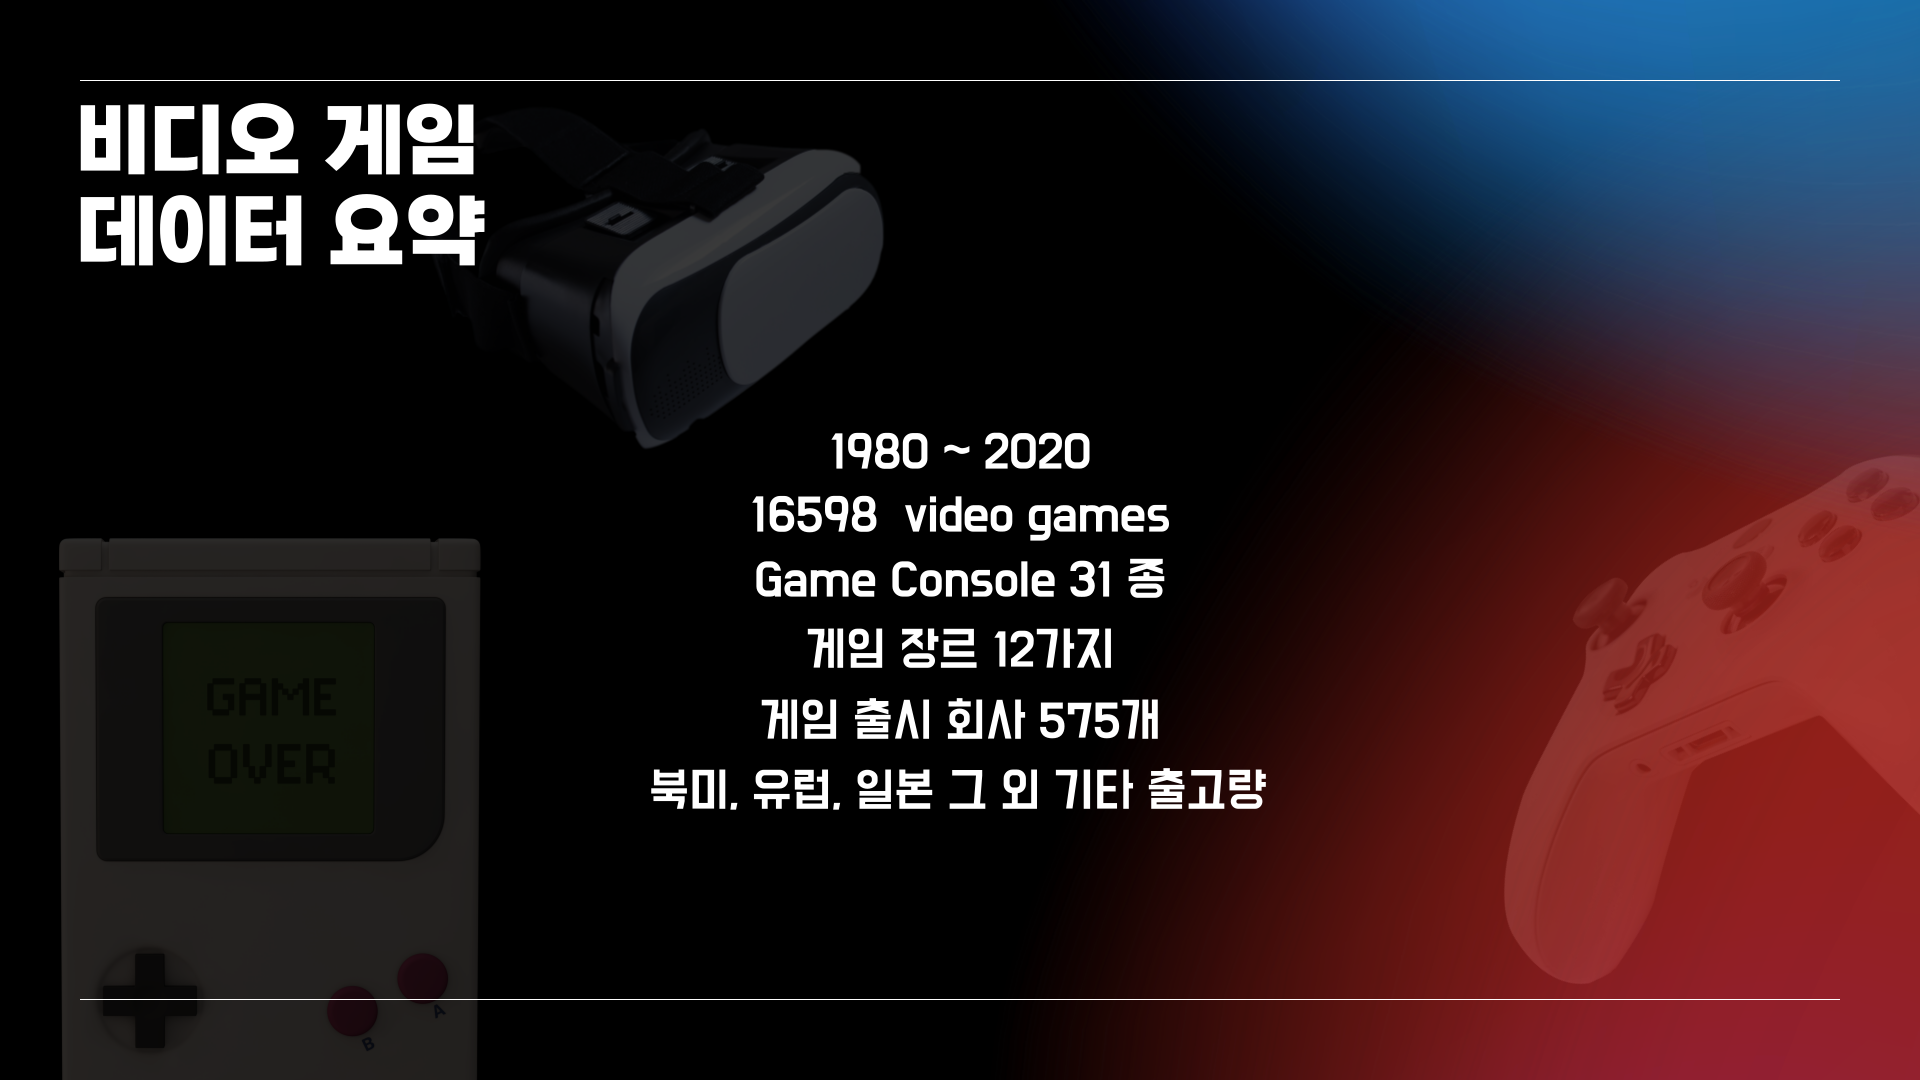 비디오 게임
데이터 요약
1980 ~ 2020
16598 video games
Game Console 31 종
게임 장르 12가지
게임 출시 회사 575개
북미, 유럽, 일본 그 외 기타 출고량
GAME
OVER
A
B